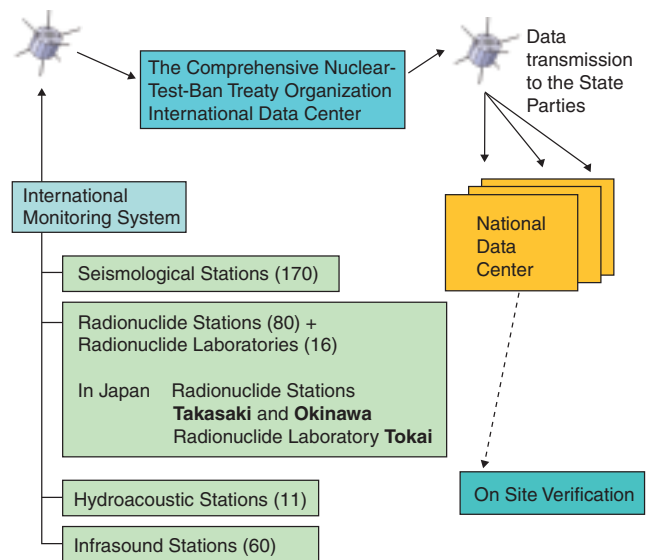 The Comprehensive Nuclear-
Test-Ban Treaty Organization
International Data Center
Data
transmission
to the State
Parties
International
Monitoring System
National
Data
Center
Seismological Stations (170)
Radionuclide Stations (80) +
Radionuclide Laboratories (16)
In Japan Radionuclide Stations
Takasaki and Okinawa
Radionuclide Laboratory Tokai
Hydroacoustic Stations (11)
On Site Verification
Infrasound Stations (60)